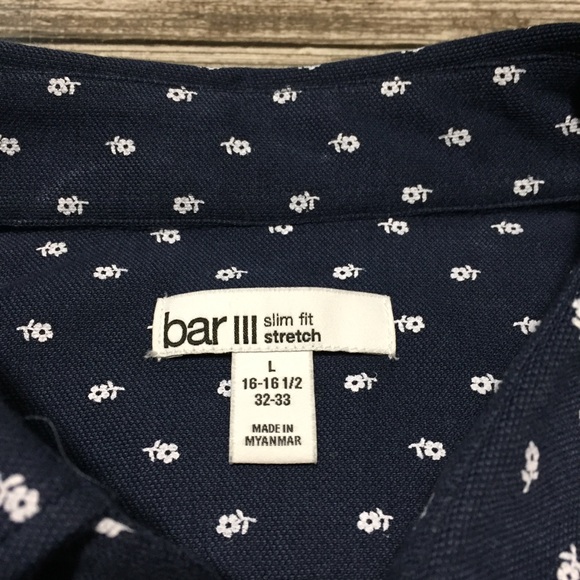 bar III slim fit
stretch
L
16-16 1/2
32-33
MADE IN
MYANMAR